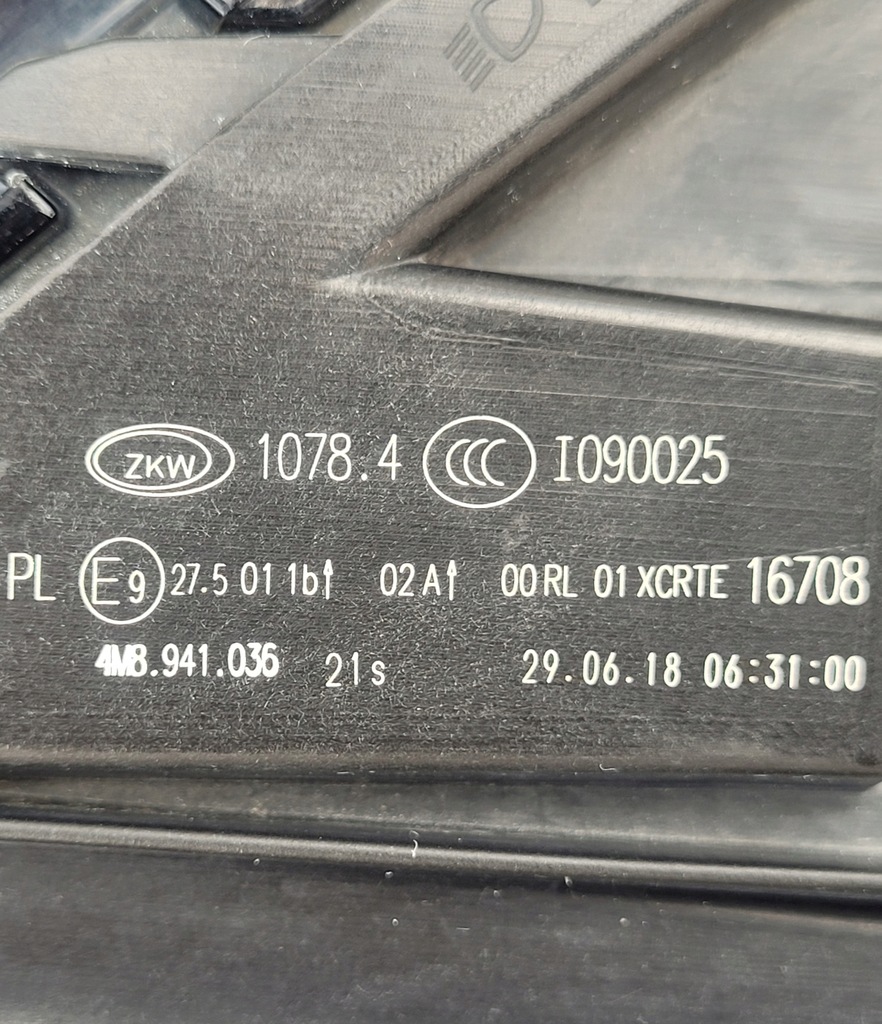 ZKW 1078.4 CCC I090025
PL E9 27.5 01 1b↑ 02A↑ 00RL 01 XCRTE 16708
4M8.941.036 21s 29.06.18 06:31:00